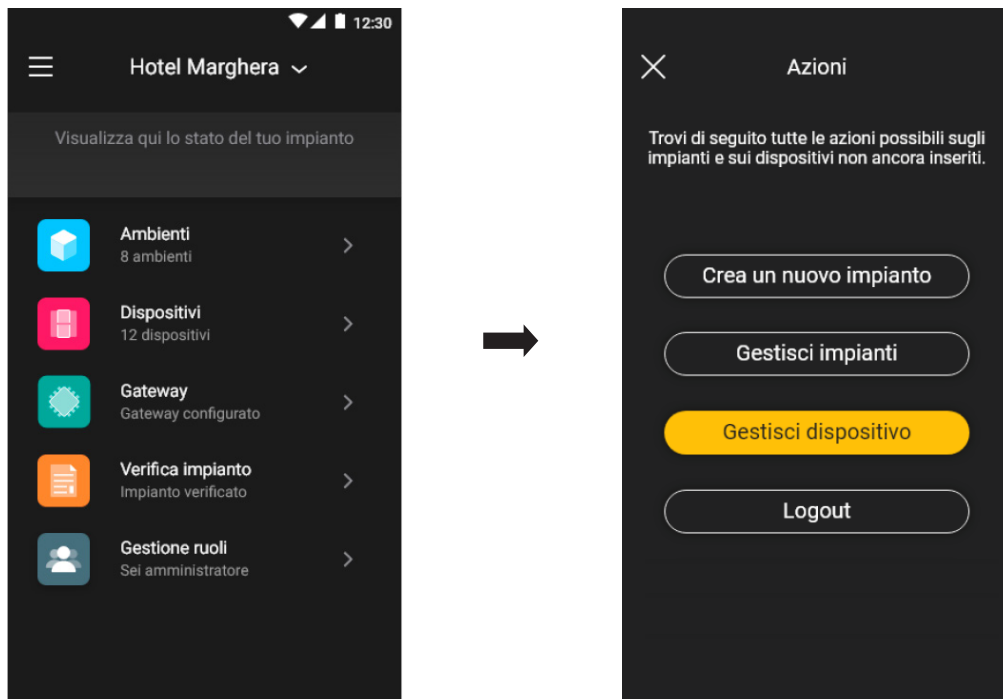 12:30
Hotel Marghera
Visualizza qui lo stato del tuo impianto
Ambienti
8 ambienti
Dispositivi
12 dispositivi
Gateway
Gateway configurato
Verifica impianto
Impianto verificato
Gestione ruoli
Sei amministratore
Azioni
Trovi di seguito tutte le azioni possibili sugli
impianti e sui dispositivi non ancora inseriti.
Crea un nuovo impianto
Gestisci impianti
Gestisci dispositivo
Logout